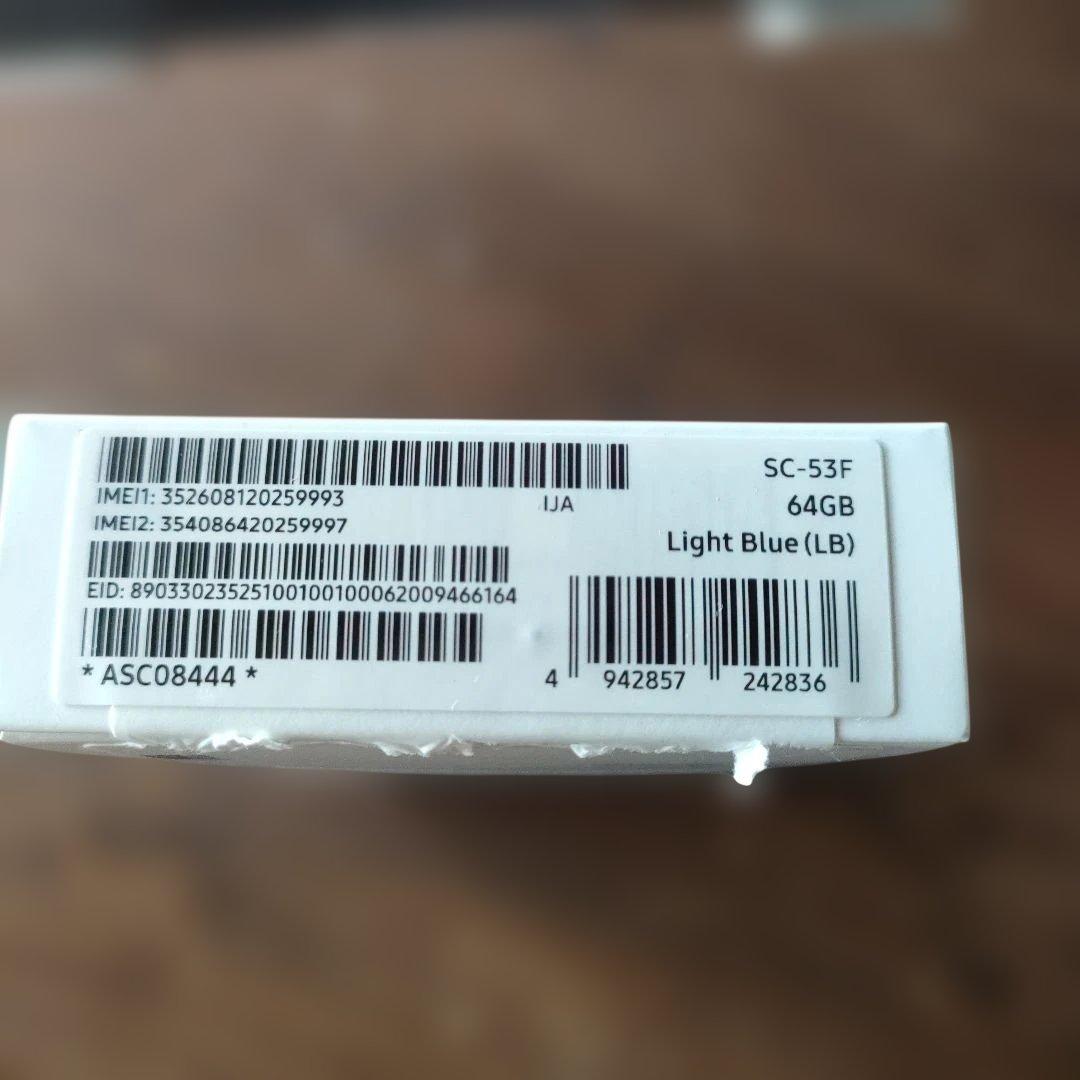 IMEI1: 352608120259993
IJA
IMEI2: 354086420259997
EID: 89033023525100100100062009466164
* ASC08444 *
SC-53F
64GB
Light Blue (LB)
4 942857 242836